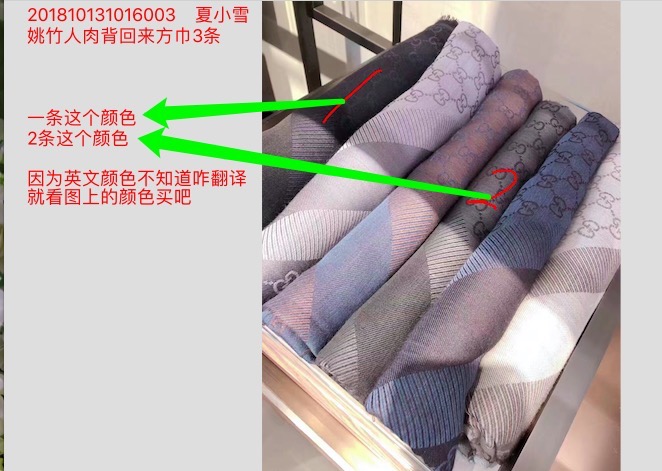 201810131016003 夏小雪
姚竹人肉背回来方巾3条
一条这个颜色
2条这个颜色
因为英文颜色不知道咋翻译
就看图上的颜色买吧
2